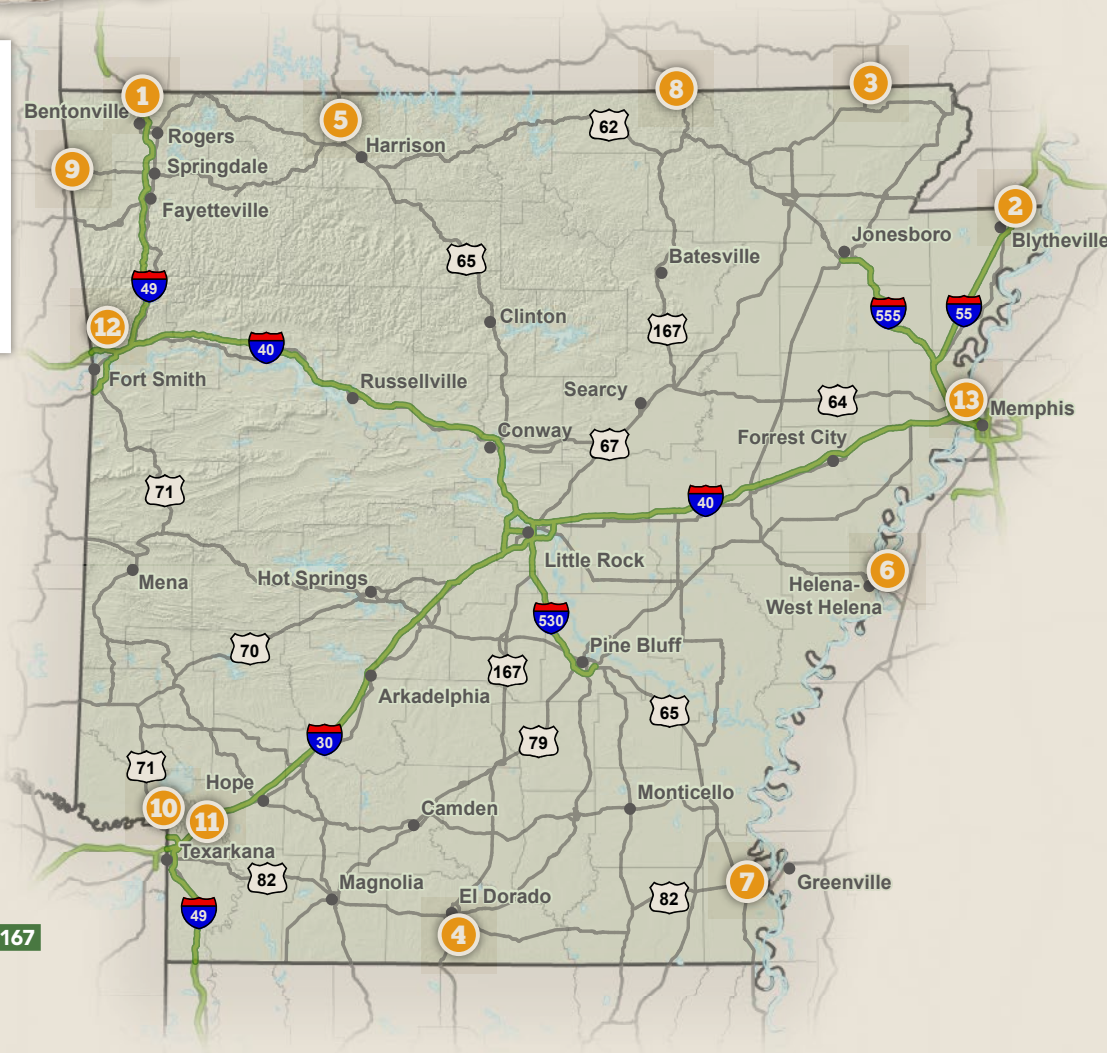 1
3
8
5
Bentonville
62
Rogers
Harrison
9
Springdale
Fayetteville
2
Jonesboro
Blytheville
65
Batesville
49
555
55
12
Clinton
167
40
Fort Smith
Russellville
Searcy
64
13
Memphis
Conway
67
Forrest City
71
40
Little Rock
Mena
Hot Springs
6
Helena-
West Helena
530
70
Pine Bluff
167
Arkadelphia
65
30
79
71
Hope
10
11
Camden
Monticello
Texarkana
82
Magnolia
El Dorado
82
7
Greenville
49
4
167